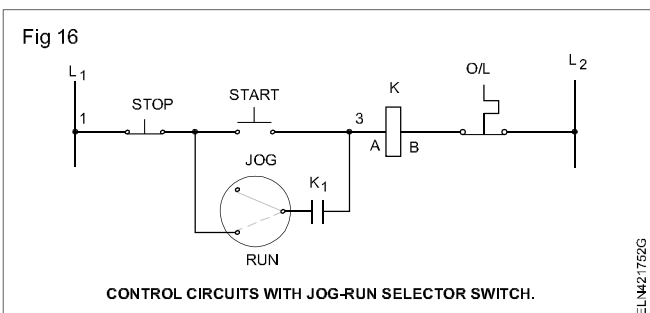 Fig 16
L1
L2
O/L
K
START
STOP
1
3
A
B
JOG
K1
RUN
CONTROL CIRCUITS WITH JOG-RUN SELECTOR SWITCH.
ELN421752G